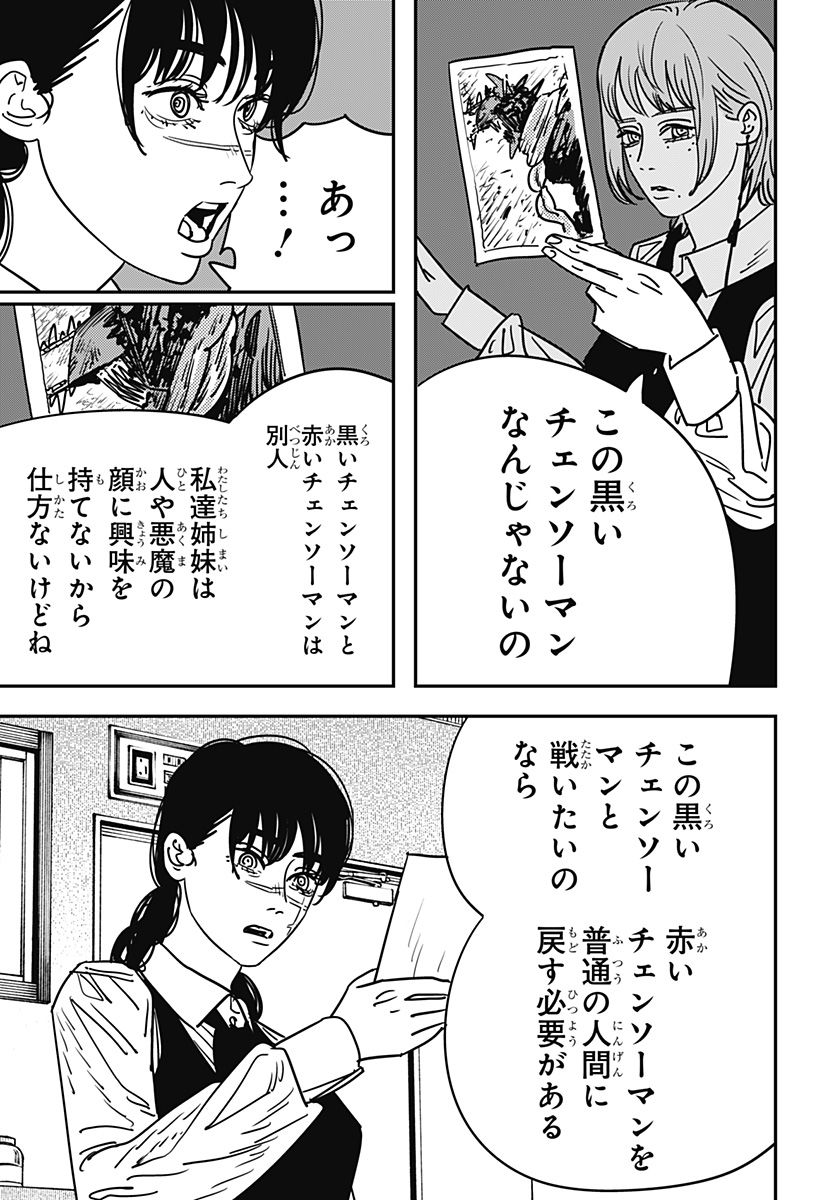 この黒い
チェンソーマン
なんじゃないの
あっ
…！
黒いチェンソーマンと
赤いチェンソーマンは
別人
私達姉妹は
人や悪魔の
顔に興味を
持てないから
仕方ないけどね
この黒い
チェンソー
マンと
戦いたいの
なら
赤い
チェンソーマンを
普通の人間に
戻す必要がある